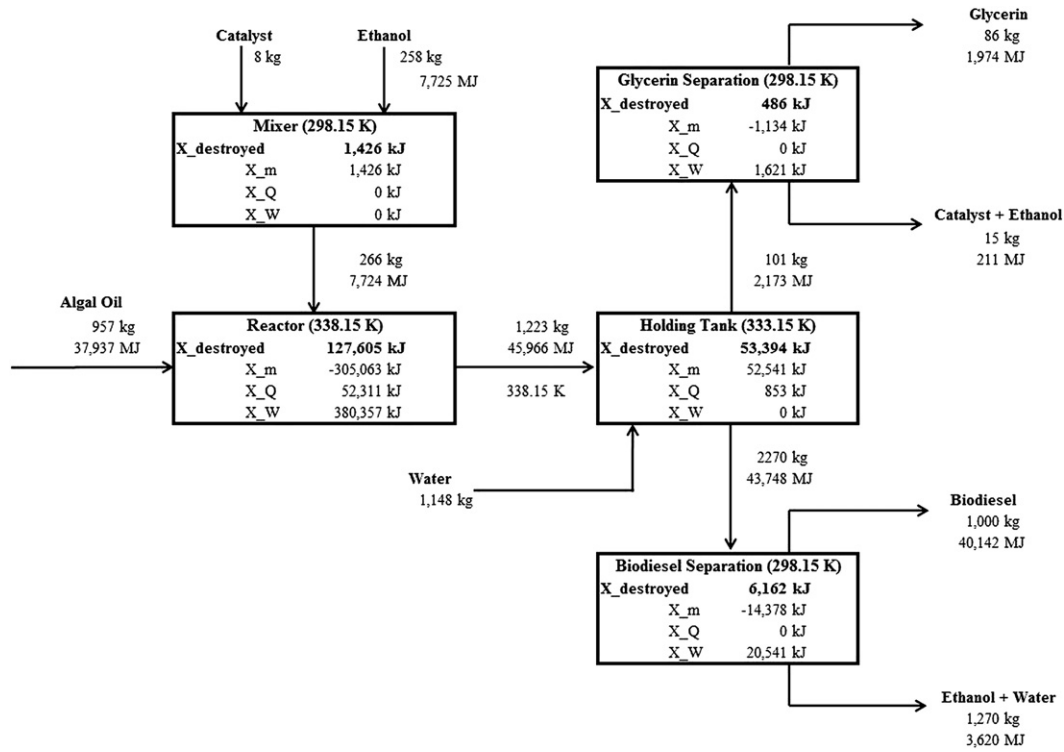 Catalyst
8 kg
Ethanol
258 kg
7,725 MJ
Mixer (298.15 K)
X_destroyed 1,426 kJ
X_m 1,426 kJ
X_Q 0 kJ
X_W 0 kJ
266 kg
7,724 MJ
Algal Oil
957 kg
37,937 MJ
Reactor (338.15 K)
X_destroyed 127,605 kJ
X_m -305,063 kJ
X_Q 52,311 kJ
X_W 380,357 kJ
1,223 kg
45,966 MJ
338.15 K
Water
1,148 kg
Glycerin
86 kg
1,974 MJ
Glycerin Separation (298.15 K)
X_destroyed 486 kJ
X_m -1,134 kJ
X_Q 0 kJ
X_W 1,621 kJ
Catalyst + Ethanol
15 kg
211 MJ
101 kg
2,173 MJ
Holding Tank (333.15 K)
X_destroyed 53,394 kJ
X_m 52,541 kJ
X_Q 853 kJ
X_W 0 kJ
2270 kg
43,748 MJ
Biodiesel
1,000 kg
40,142 MJ
Biodiesel Separation (298.15 K)
X_destroyed 6,162 kJ
X_m -14,378 kJ
X_Q 0 kJ
X_W 20,541 kJ
Ethanol + Water
1,270 kg
3,620 MJ